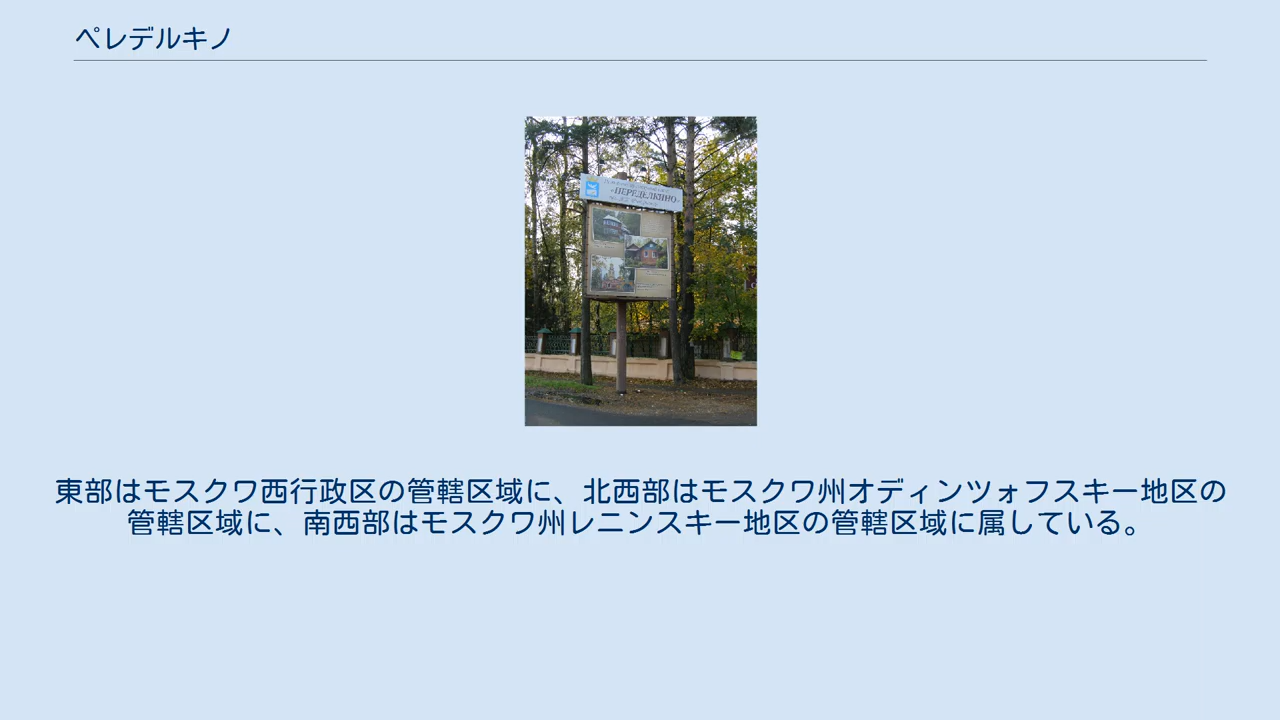 ペレデルキノ
«ПЕРЕДЕЛКИНО»
東部はモスクワ西行政区の管轄区域に、北西部はモスクワ州オディンツォフスキー地区の
管轄区域に、南西部はモスクワ州レニンスキー地区の管轄区域に属している。